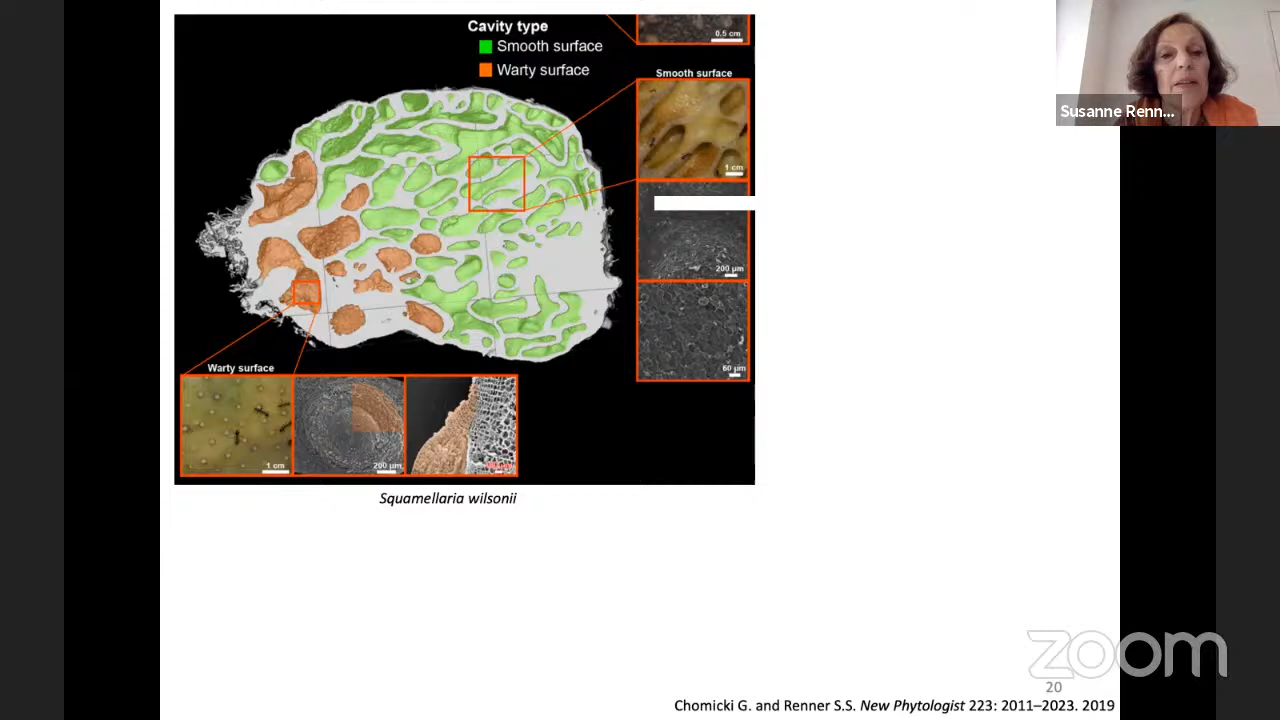 Cavity type
Smooth surface
Warty surface
0.5 cm
Smooth surface
1 cm
200 µm
60 µm
Warty surface
1 cm
200 µm
Squamellaria wilsonii
Susanne Renn...
zoom
20
Chomicki G. and Renner S.S. New Phytologist 223: 2011–2023. 2019